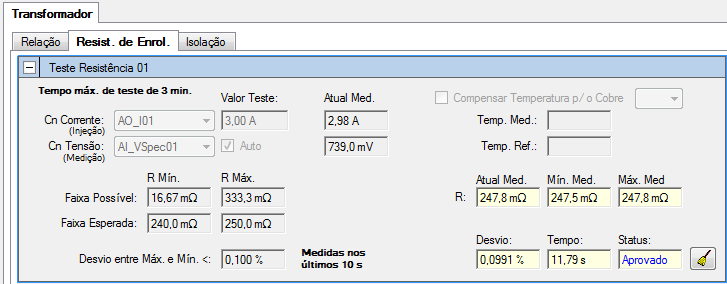 Transformador
Relação Resist. de Enrol. Isolação
Teste Resistência 01
Tempo máx. de teste de 3 min. Valor Teste: Atual Med. Compensar Temperatura p/ o Cobre
Cn Corrente: AO_I01 3,00 A 2,98 A Temp. Med.:
(Injeção)
Cn Tensão: AI_VSpec01 Auto 739,0 mV Temp. Ref.:
(Medição)
R Mín. R Máx. Atual Med. Mín. Med. Máx. Med
Faixa Possível: 16,67 mΩ 333,3 mΩ R: 247,8 mΩ 247,5 mΩ 247,8 mΩ
Faixa Esperada: 240,0 mΩ 250,0 mΩ
Desvio: Tempo: Status:
Desvio entre Máx. e Mín. <: 0,100 % Medidas nos últimos 10 s 0,0991 % 11,79 s Aprovado